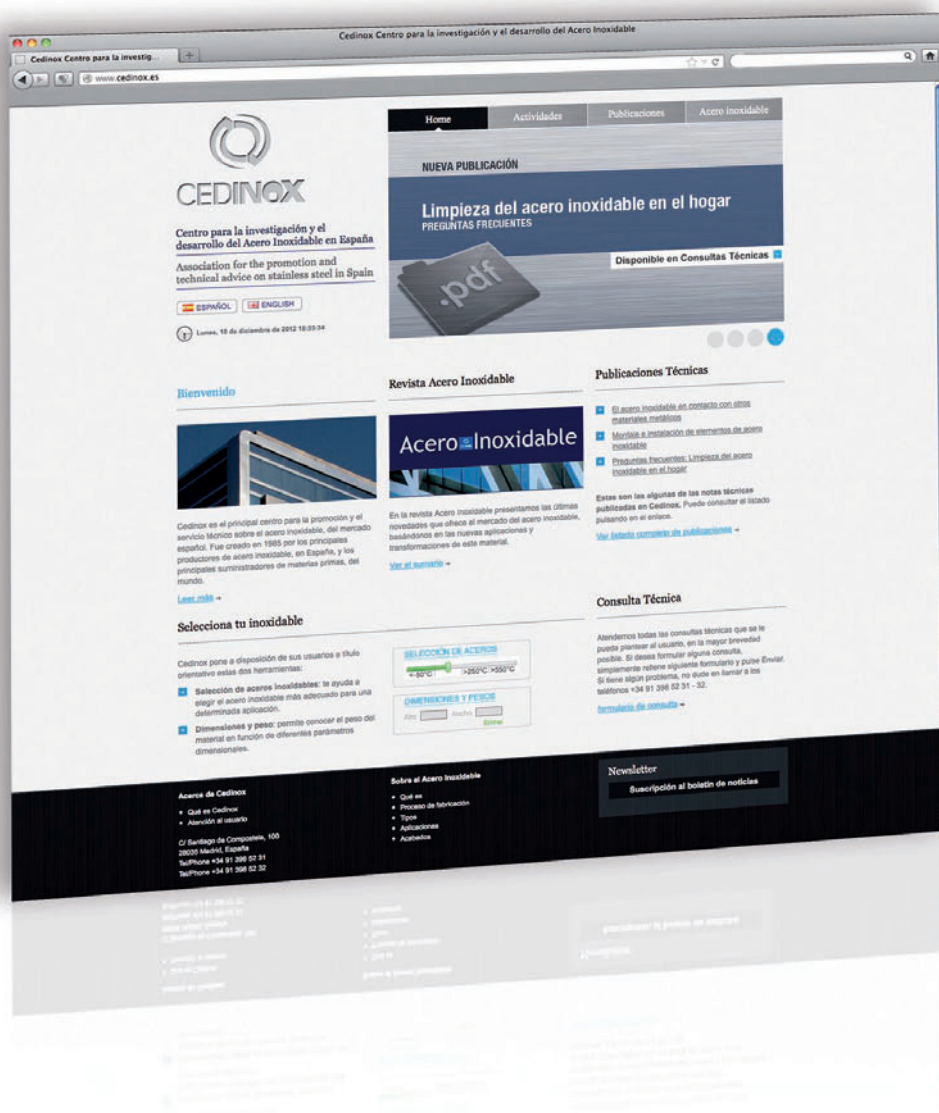 Cedinox Centro para la investigación y el desarrollo del Acero Inoxidable
Cedinox Centro para la investig...
www.cedinox.es
CEDINOX
Centro para la investigación y el
desarrollo del Acero Inoxidable en España
Association for the promotion and
technical advice on stainless steel in Spain
ESPAÑOL
ENGLISH
Home
Actividades
Publicaciones
Acero inoxidable
NUEVA PUBLICACIÓN
Limpieza del acero inoxidable en el hogar
PREGUNTAS FRECUENTES
.pdf
Disponible en Consultas Técnicas
Bienvenido
Cedinox es el principal centro para la promoción y el
servicio técnico sobre el acero inoxidable, del mercado
español. Fue creado en 1985 por los principales
productores de acero inoxidable, en España, y los
principales suministradores de materias primas, del
mundo.
Leer más
Revista Acero Inoxidable
Acero Inoxidable
En la revista Acero inoxidable presentamos las últimas
novedades que ofrece el mercado del acero inoxidable,
basándonos en las nuevas aplicaciones y
transformaciones de este material.
Ver el sumario
Publicaciones Técnicas
El acero inoxidable en contacto con otros
materiales metálicos
Montaje e instalación de elementos de acero
inoxidable
Preguntas frecuentes: Limpieza del acero
inoxidable en el hogar
Estas son las algunas de las notas técnicas
publicadas en Cedinox. Puede consultar el listado
pulsando en el enlace.
Ver listado completo de publicaciones
Selecciona tu inoxidable
Cedinox pone a disposición de sus usuarios a título
orientativo estas dos herramientas:
Selección de aceros inoxidables: te ayuda a
elegir el acero inoxidable más adecuado para una
determinada aplicación.
Dimensiones y peso: permite conocer el peso del
material en función de diferentes parámetros
dimensionales.
SELECCIÓN DE ACEROS
<-50°C >250°C >550°C
DIMENSIONES Y PESOS
Alto Ancho
Consulta Técnica
Atendemos todas las consultas técnicas que se le
pueda plantear al usuario, en la mayor brevedad
posible. Si desea formular alguna consulta,
simplemente rellene siguiente formulario y pulse Enviar.
Si tiene algún problema, no dude en llamar a los
teléfonos +34 91 398 52 31 - 32.
formulario de consulta
Acerca de Cedinox
Qué es Cedinox
Atención al usuario
C/ Santiago de Compostela, 100
28035 Madrid, España
Tel/Phone +34 91 398 52 31
Tel/Phone +34 91 398 52 32
Sobre el Acero Inoxidable
Qué es
Proceso de fabricación
Tipos
Aplicaciones
Acabados
Newsletter
Suscripción al boletín de noticias